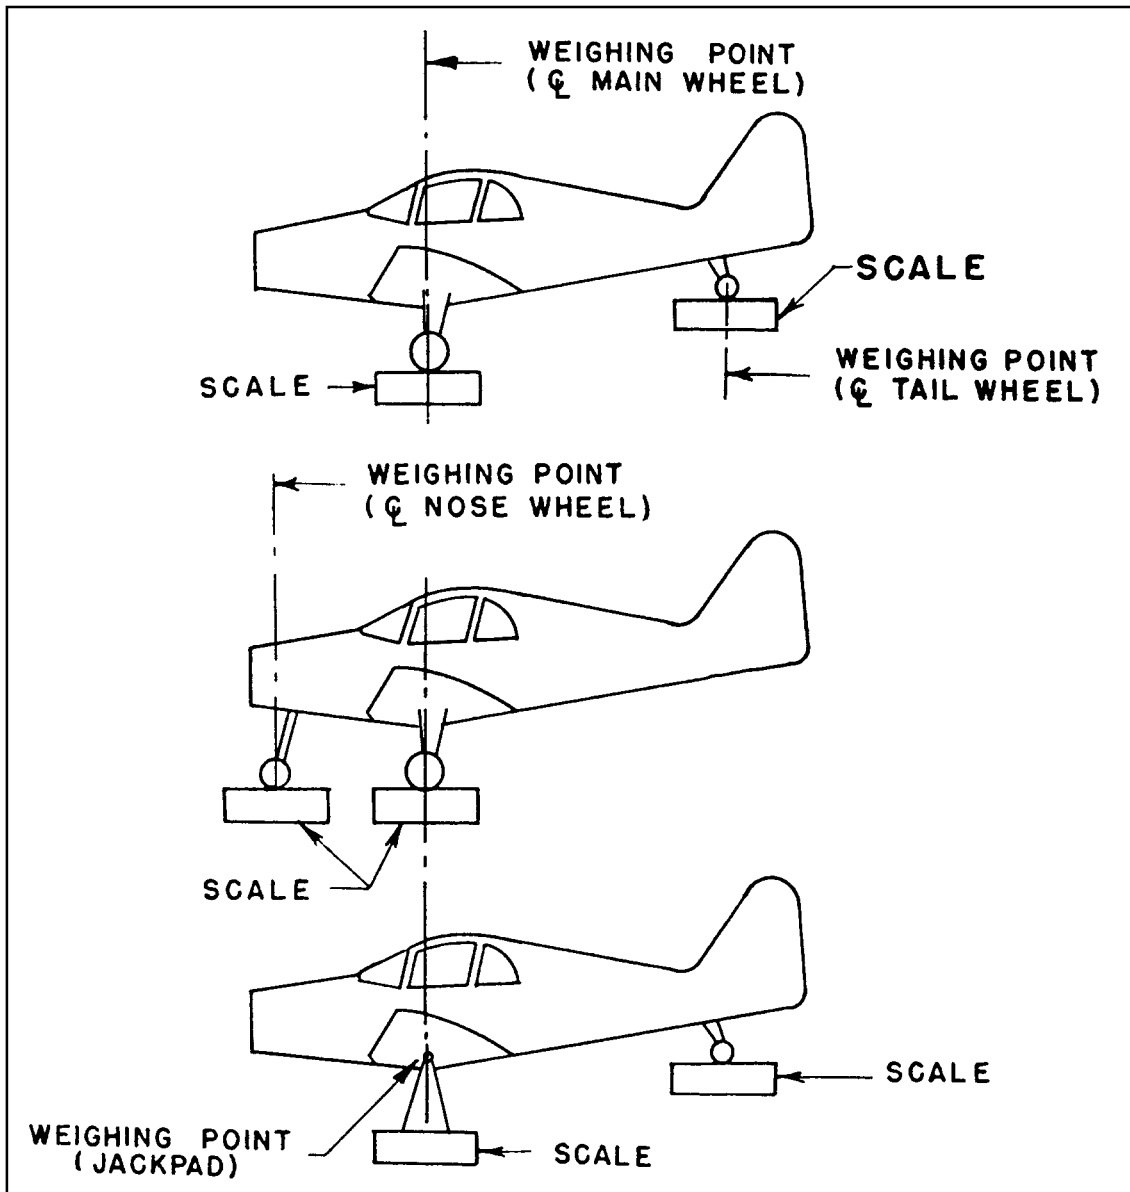 WEIGHING POINT
(℄ MAIN WHEEL)
SCALE
SCALE
WEIGHING POINT
(℄ TAIL WHEEL)
WEIGHING POINT
(℄ NOSE WHEEL)
SCALE
SCALE
WEIGHING POINT
(JACKPAD)
SCALE